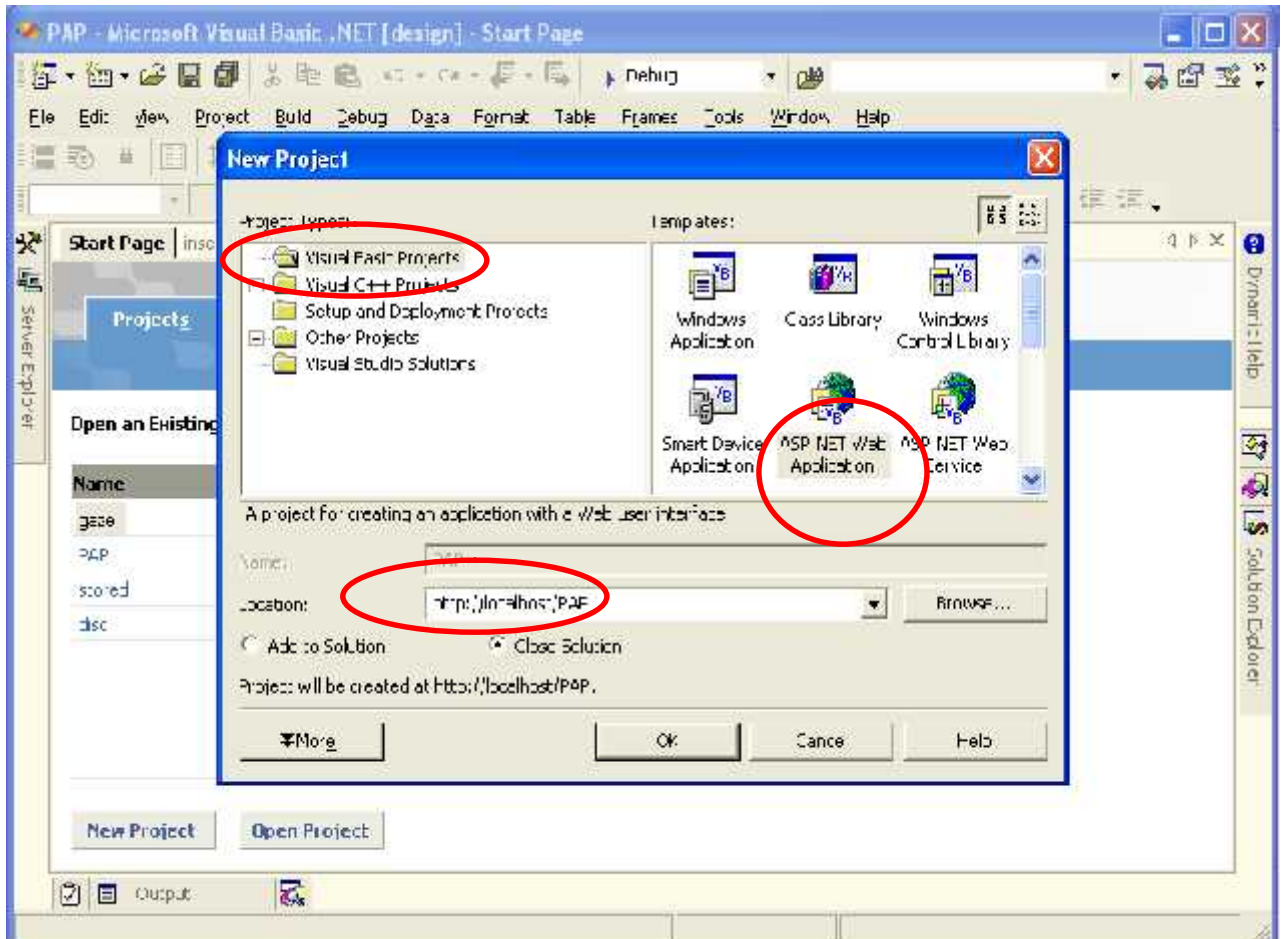 PAP - Microsoft Visual Basic .NET [design] - Start Page
Debug
File Edit View Project Build Debug Data Format Table Frames Tools Window Help
New Project
Project Types:
Templates:
Start Page
Visual Basic Projects
Visual C++ Projects
Setup and Deployment Projects
Other Projects
Visual Studio Solutions
Windows Application
Class Library
Windows Control Library
Smart Device Application
ASP.NET Web Application
ASP.NET Web Service
Server Explorer
Projects
Dynamic Help
Solution Explorer
Open an Existing
Name
PAP
stored
disc
A project for creating an application with a Web user interface
Name:
PAP
Location:
http://localhost/PAP
Browse...
Add to Solution
Close Solution
Project will be created at http://localhost/PAP.
More
OK
Cancel
Help
New Project
Open Project
Output